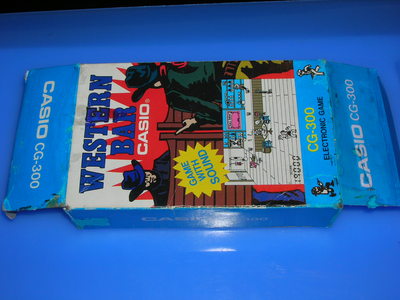 CASIO CG-300
WESTERN
BAR
CASIO®
GAME
WITH
SOUND
CG-300
ELECTRONIC GAME
CASIO CG-300
CASIO CG-300